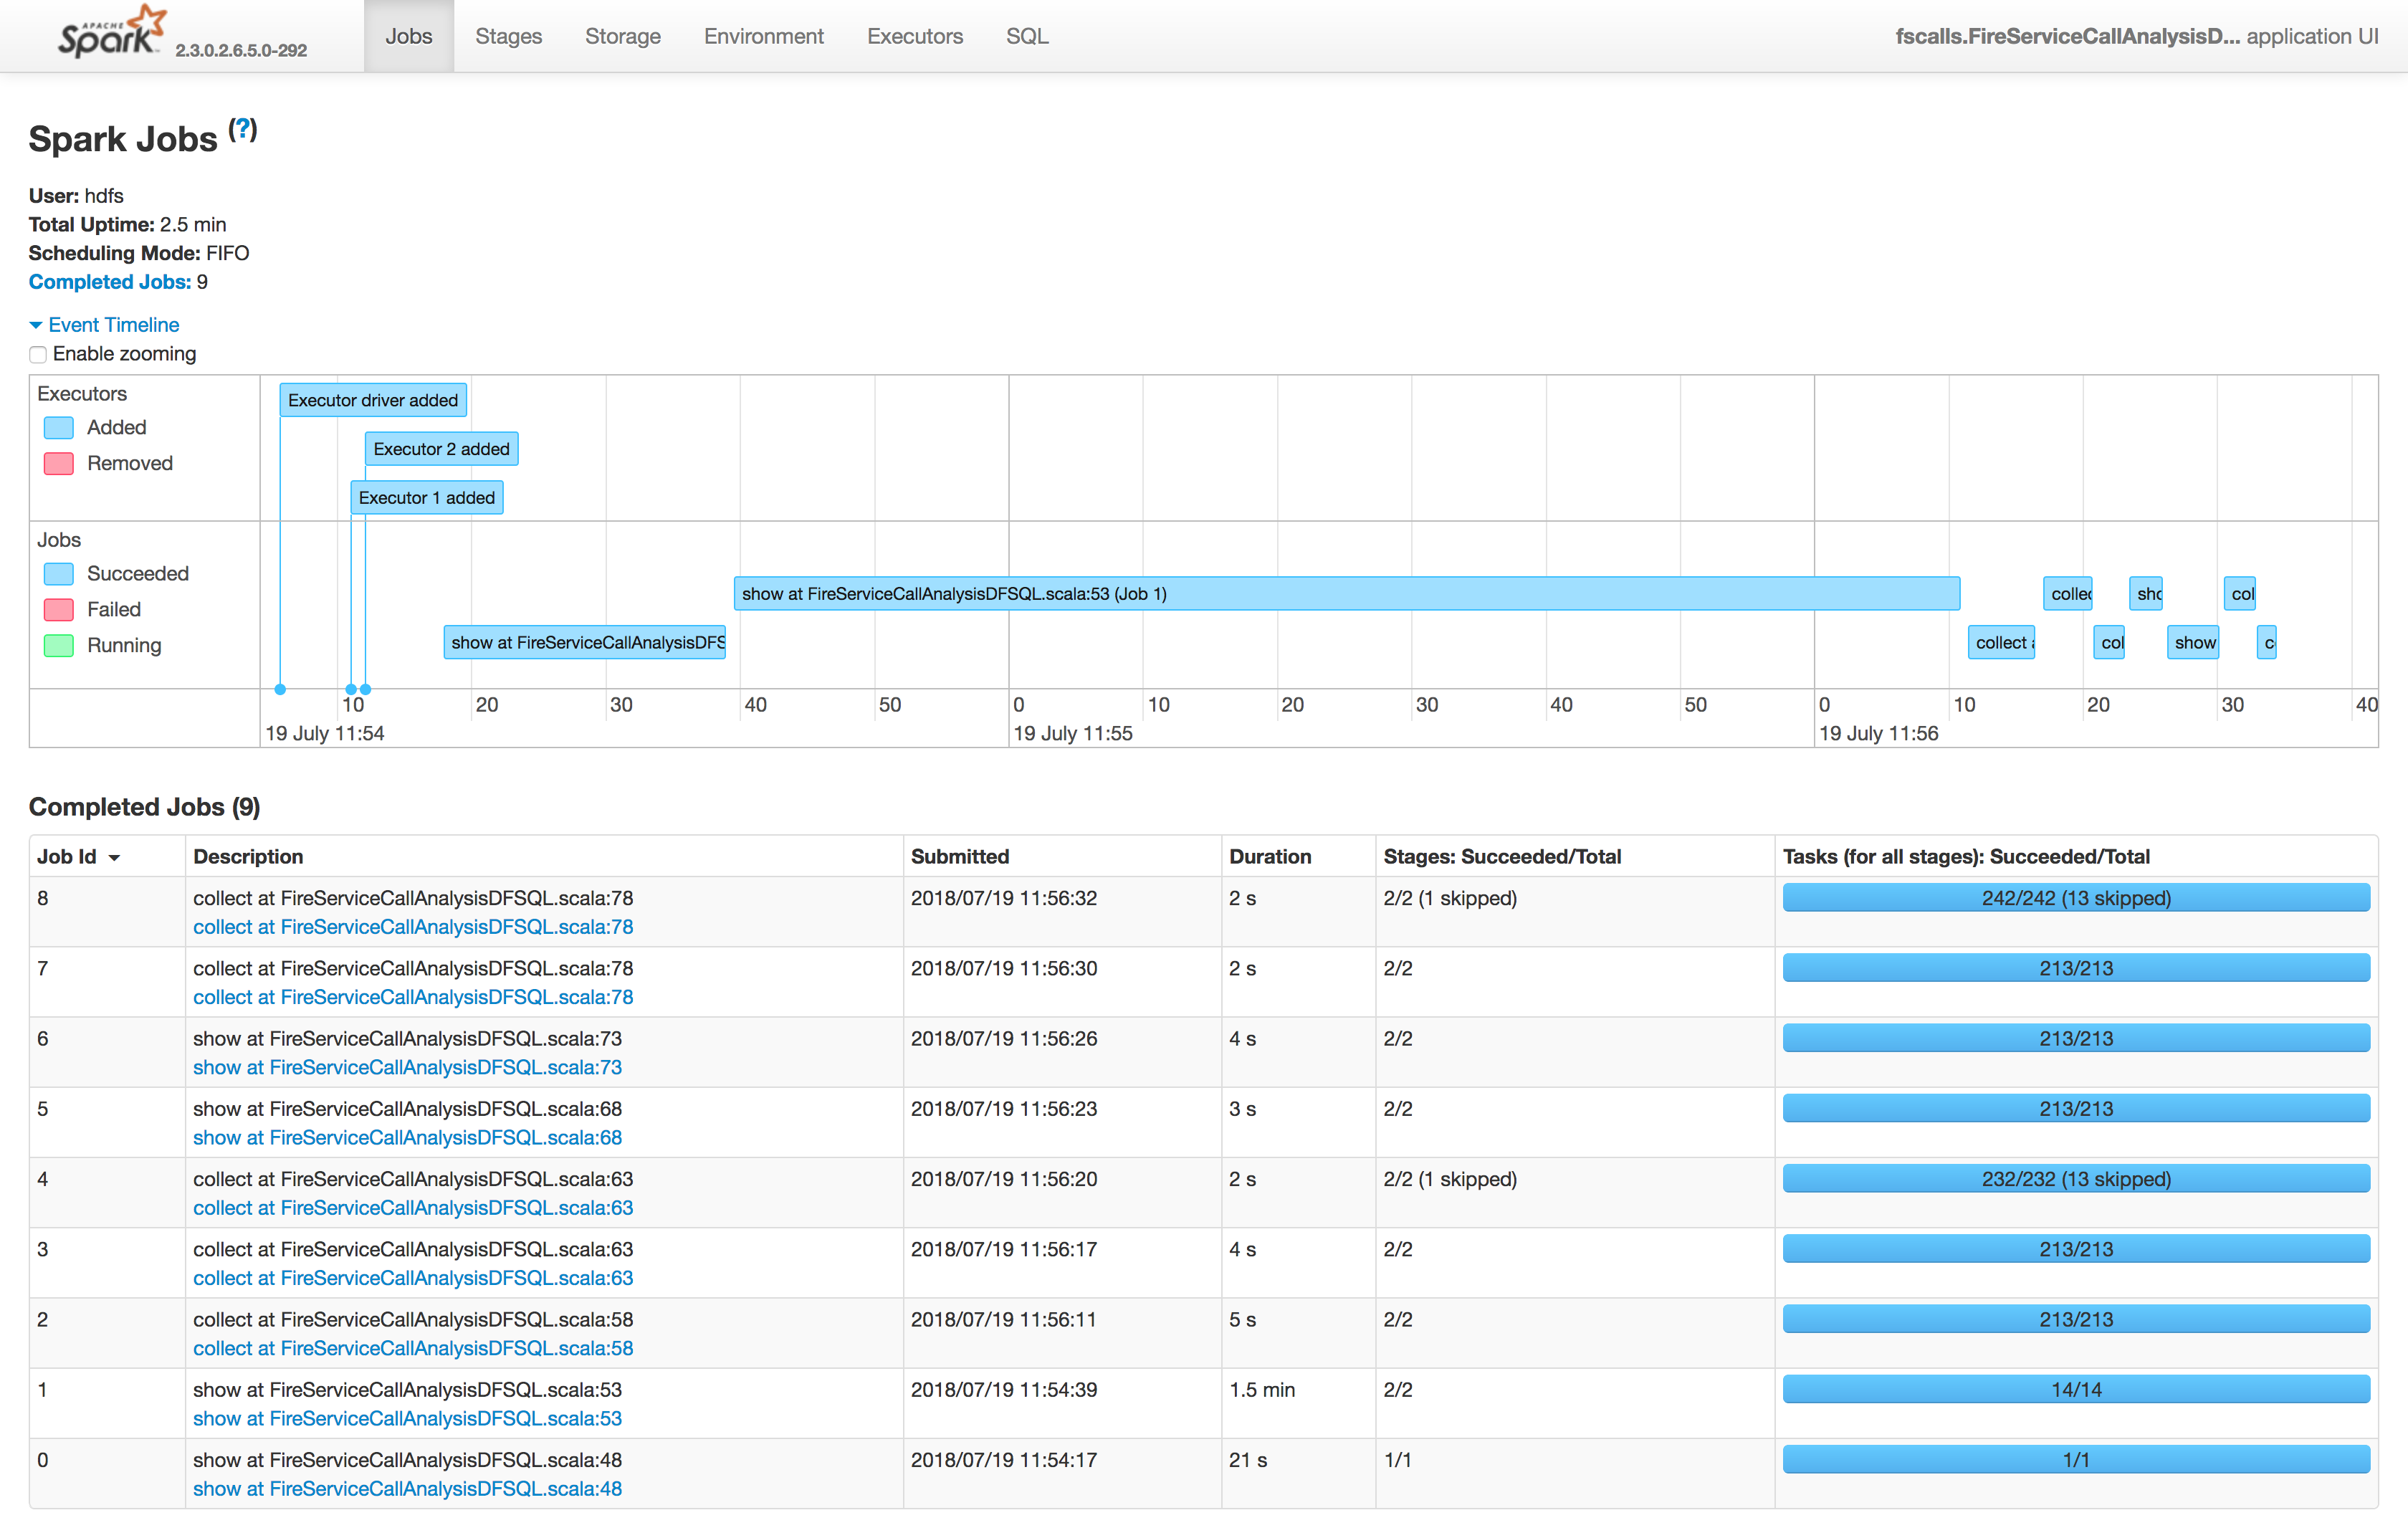 APACHE
Spark 2.3.0.2.6.5.0-292 Jobs Stages Storage Environment Executors SQL fscalls.FireServiceCallAnalysisD... application UI
Spark Jobs (?)
User: hdfs
Total Uptime: 2.5 min
Scheduling Mode: FIFO
Completed Jobs: 9
Event Timeline
Enable zooming
Executors
Added
Removed
Executor driver added
Executor 2 added
Executor 1 added
Jobs
Succeeded
Failed
Running
show at FireServiceCallAnalysisDFSQL.scala:53 (Job 1) collec sho col
show at FireServiceCallAnalysisDFS collect a col show c
10 20 30 40 50 0 10 20 30 40 50 0 10 20 30 40
19 July 11:54 19 July 11:55 19 July 11:56
Completed Jobs (9)
Job Id Description Submitted Duration Stages: Succeeded/Total Tasks (for all stages): Succeeded/Total
8 collect at FireServiceCallAnalysisDFSQL.scala:78 2018/07/19 11:56:32 2 s 2/2 (1 skipped) 242/242 (13 skipped)
collect at FireServiceCallAnalysisDFSQL.scala:78
7 collect at FireServiceCallAnalysisDFSQL.scala:78 2018/07/19 11:56:30 2 s 2/2 213/213
collect at FireServiceCallAnalysisDFSQL.scala:78
6 show at FireServiceCallAnalysisDFSQL.scala:73 2018/07/19 11:56:26 4 s 2/2 213/213
show at FireServiceCallAnalysisDFSQL.scala:73
5 show at FireServiceCallAnalysisDFSQL.scala:68 2018/07/19 11:56:23 3 s 2/2 213/213
show at FireServiceCallAnalysisDFSQL.scala:68
4 collect at FireServiceCallAnalysisDFSQL.scala:63 2018/07/19 11:56:20 2 s 2/2 (1 skipped) 232/232 (13 skipped)
collect at FireServiceCallAnalysisDFSQL.scala:63
3 collect at FireServiceCallAnalysisDFSQL.scala:63 2018/07/19 11:56:17 4 s 2/2 213/213
collect at FireServiceCallAnalysisDFSQL.scala:63
2 collect at FireServiceCallAnalysisDFSQL.scala:58 2018/07/19 11:56:11 5 s 2/2 213/213
collect at FireServiceCallAnalysisDFSQL.scala:58
1 show at FireServiceCallAnalysisDFSQL.scala:53 2018/07/19 11:54:39 1.5 min 2/2 14/14
show at FireServiceCallAnalysisDFSQL.scala:53
0 show at FireServiceCallAnalysisDFSQL.scala:48 2018/07/19 11:54:17 21 s 1/1 1/1
show at FireServiceCallAnalysisDFSQL.scala:48